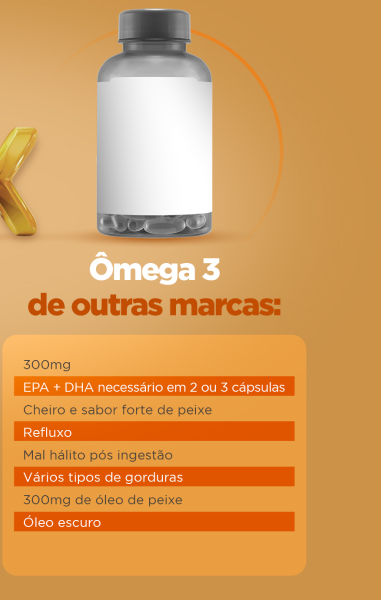 Ômega 3
de outras marcas:
300mg
EPA + DHA necessário em 2 ou 3 cápsulas
Cheiro e sabor forte de peixe
Refluxo
Mal hálito pós ingestão
Vários tipos de gorduras
300mg de óleo de peixe
Óleo escuro